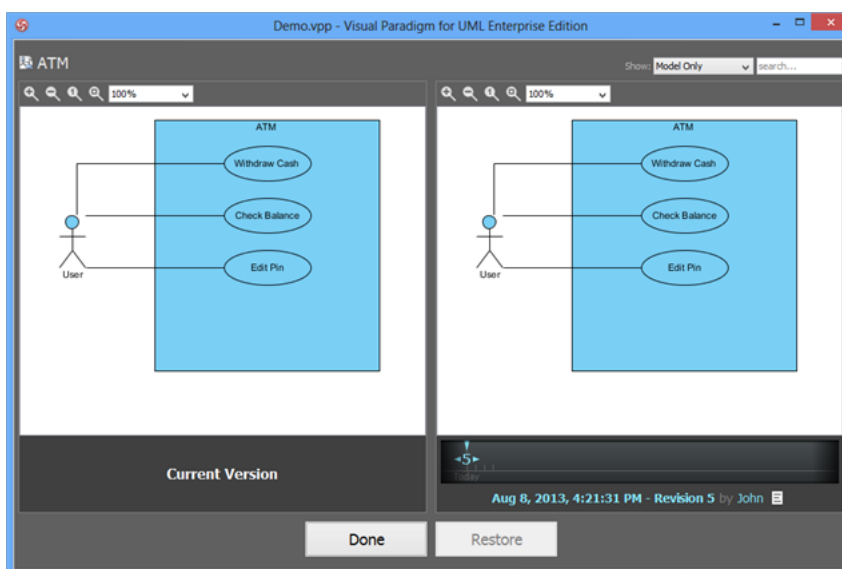 Demo.vpp - Visual Paradigm for UML Enterprise Edition
ATM
Show: Model Only search...
100%
100%
ATM
Withdraw Cash
Check Balance
Edit Pin
User
ATM
Withdraw Cash
Check Balance
Edit Pin
User
Current Version
5
Today
Aug 8, 2013, 4:21:31 PM - Revision 5 by John
Done
Restore